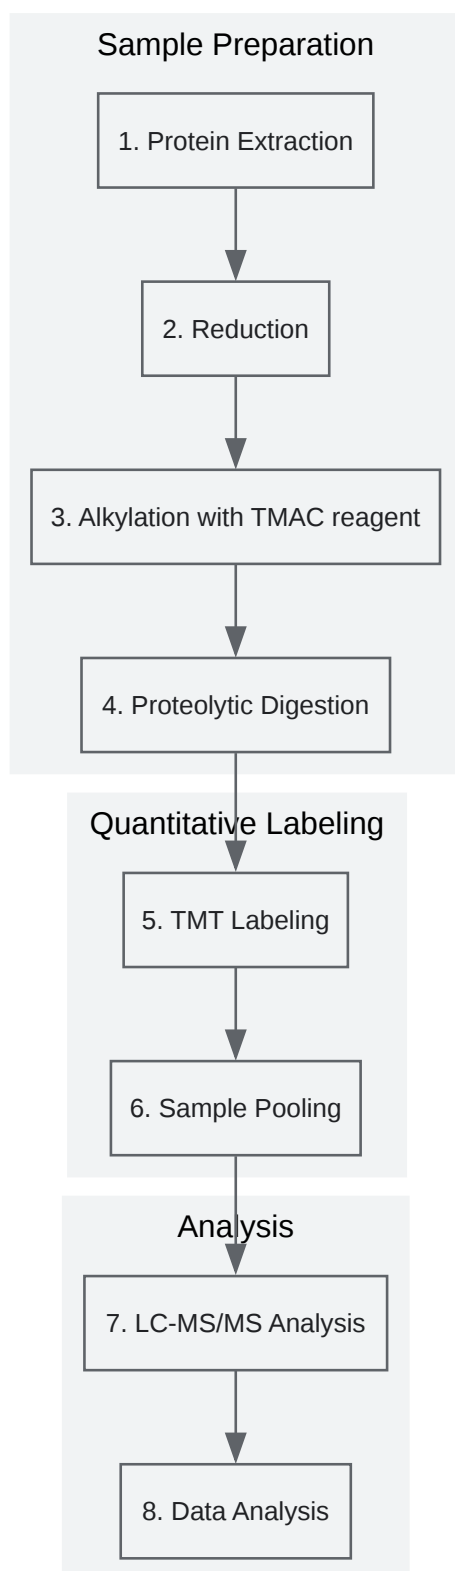 Sample Preparation
1. Protein Extraction
2. Reduction
3. Alkylation with TMAC reagent
4. Proteolytic Digestion
Quantitative Labeling
5. TMT Labeling
6. Sample Pooling
Analysis
7. LC-MS/MS Analysis
8. Data Analysis